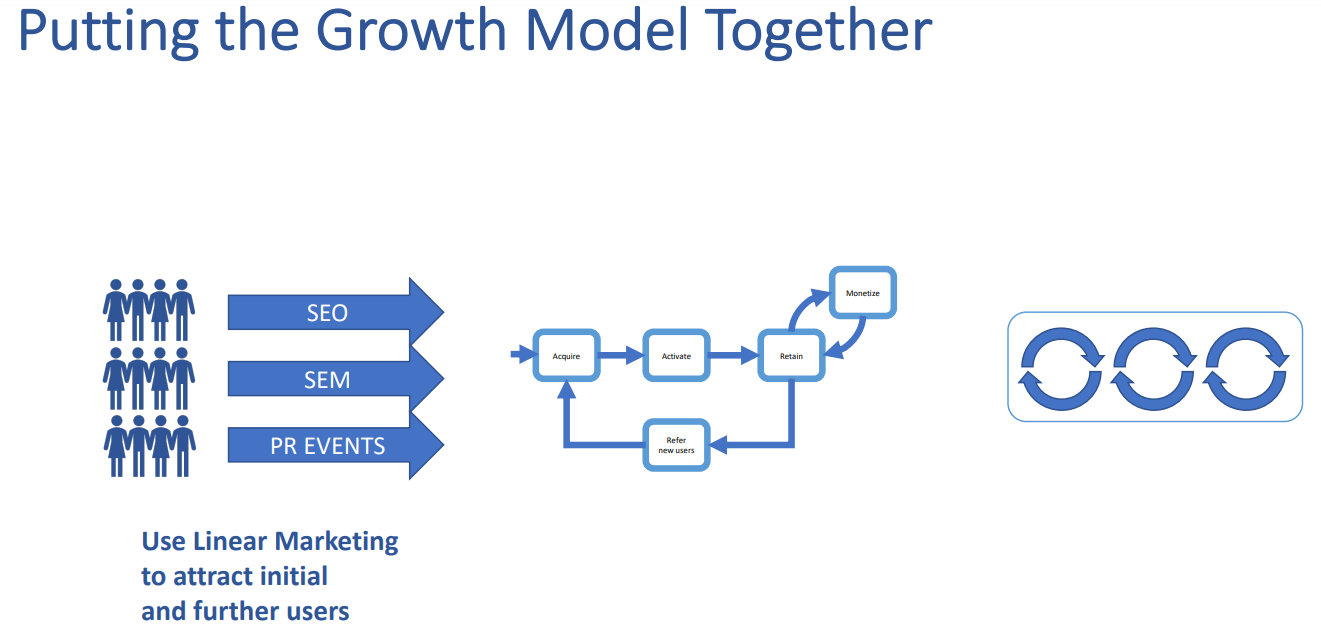 Putting the Growth Model Together
SEO
SEM
PR EVENTS
Use Linear Marketing
to attract initial
and further users
Acquire
Activate
Retain
Monetize
Refer
new users